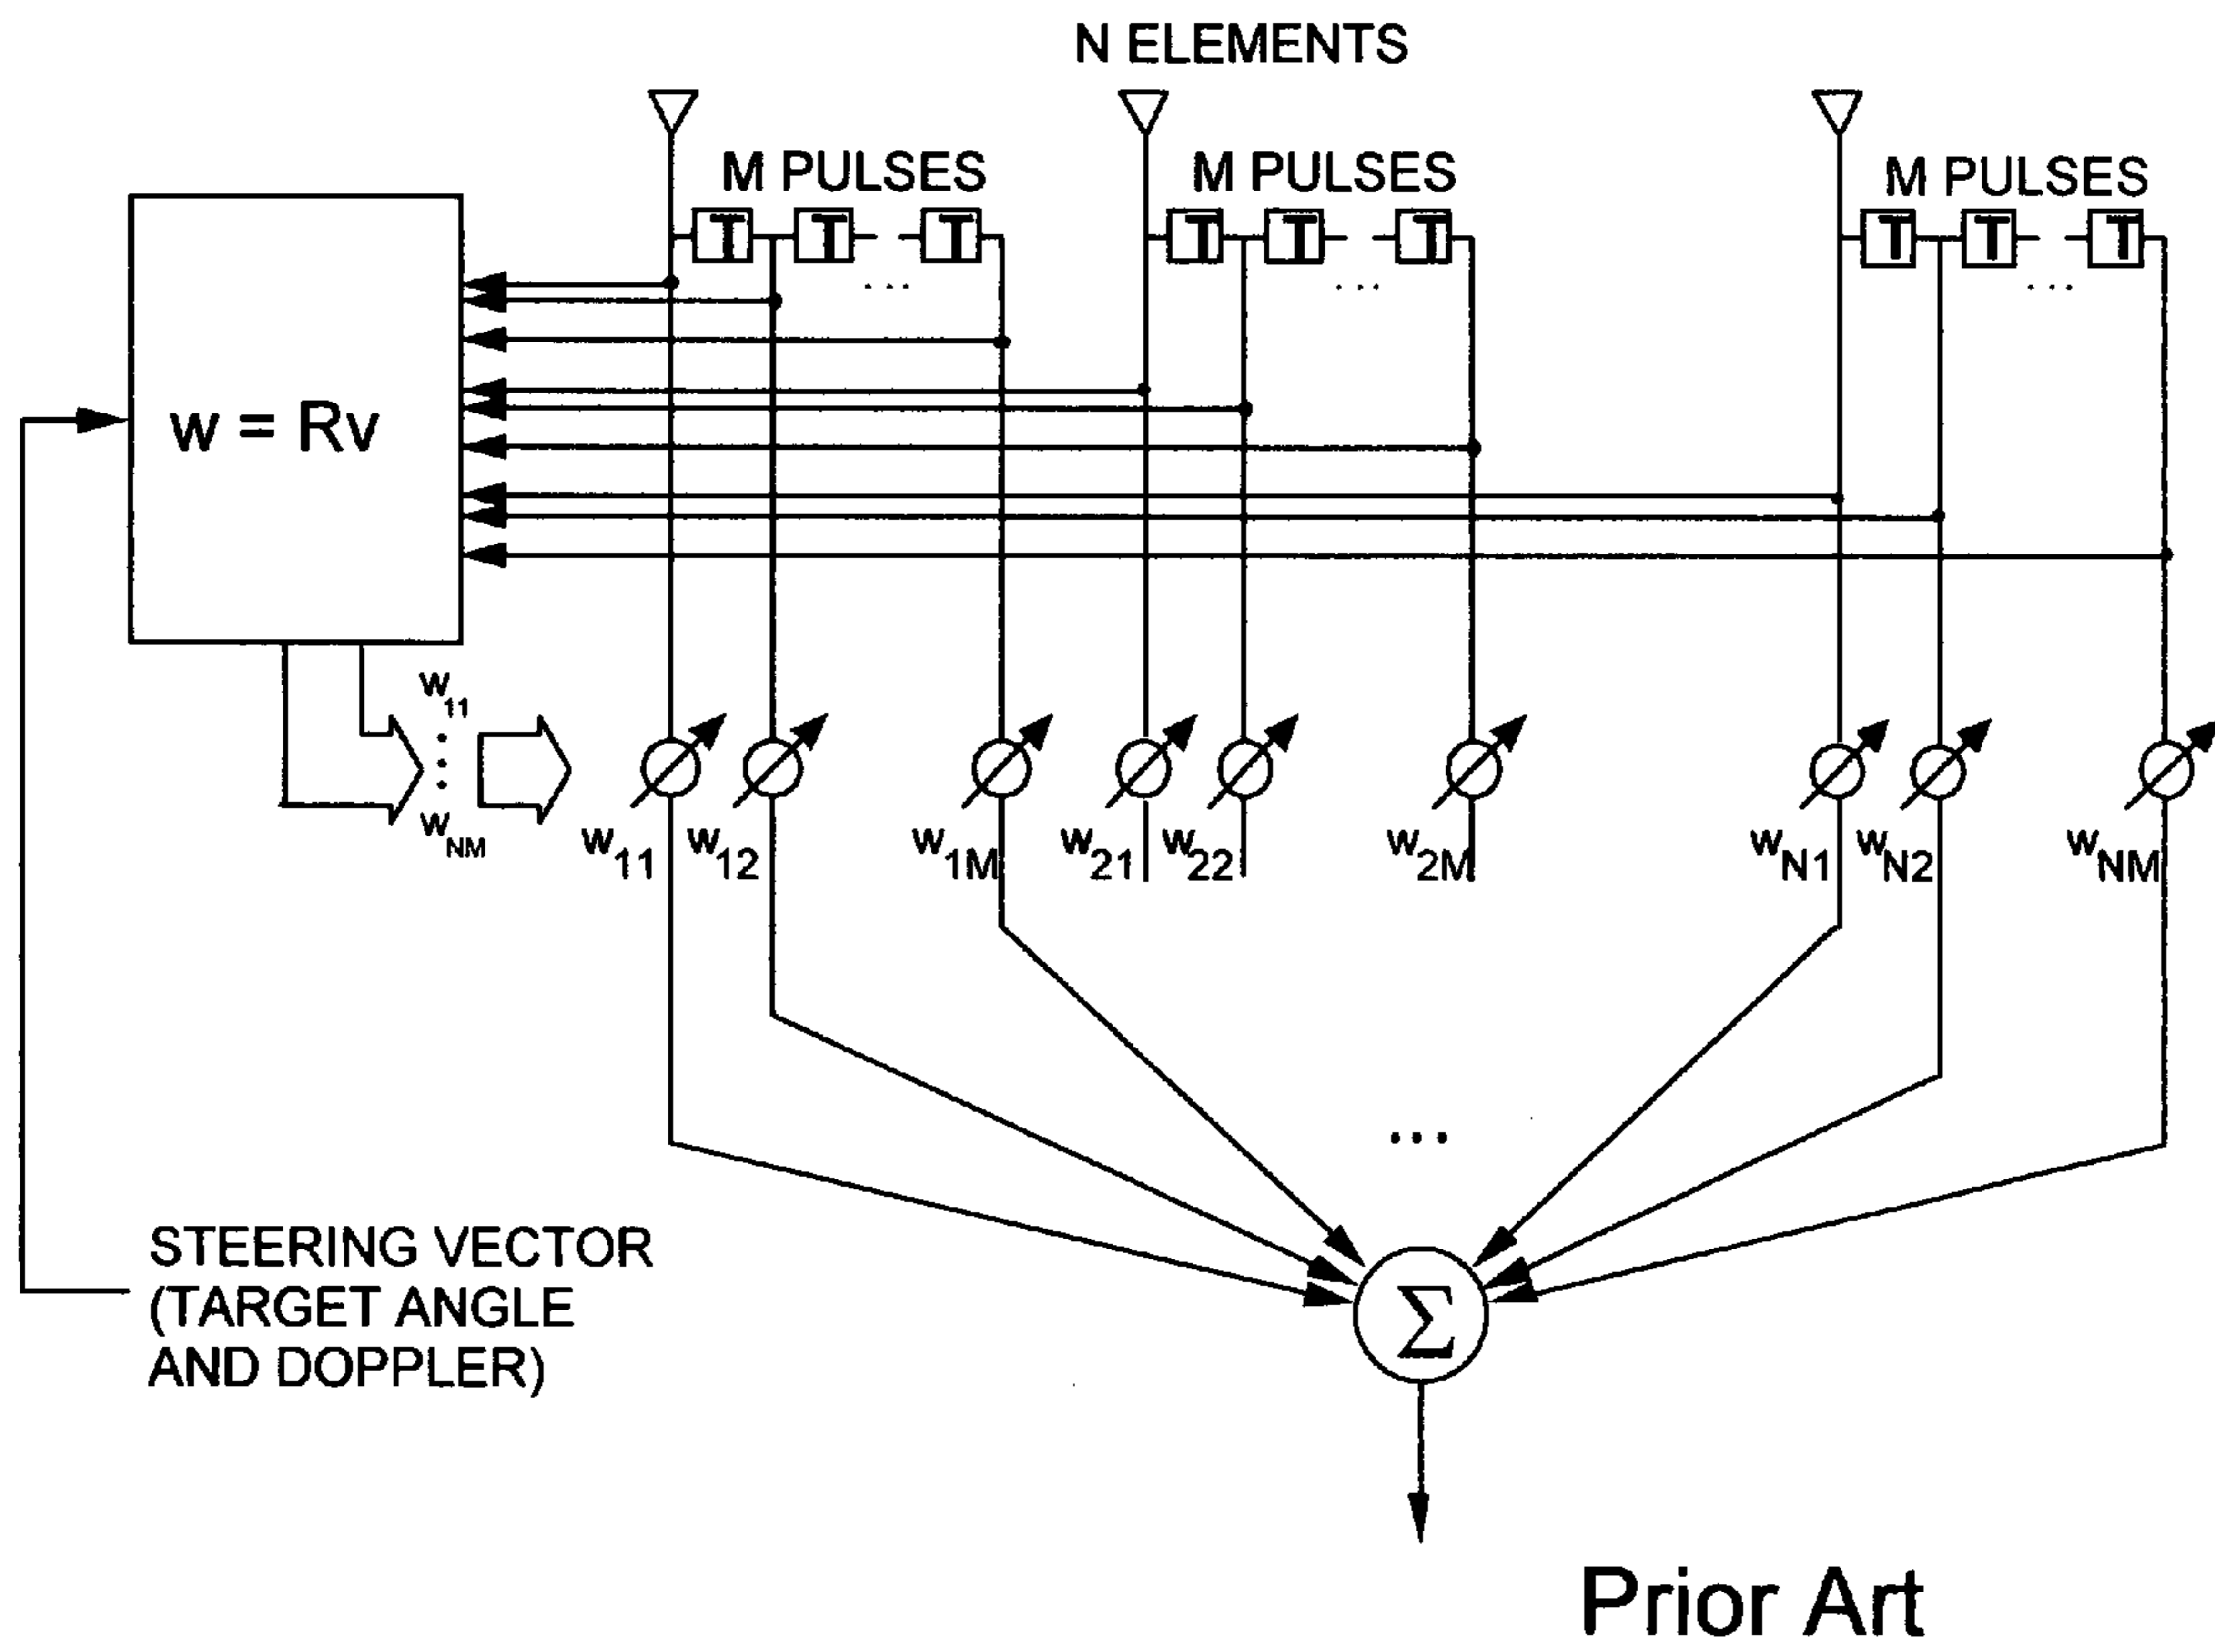 N ELEMENTS
M PULSES M PULSES M PULSES
T T T T T T T T T
... ... ...
w = Rv
w11
w11 w12 w1M w21 w22 w2M wN1 wN2 wNM
wNM
...
STEERING VECTOR
(TARGET ANGLE
AND DOPPLER)
Σ
Prior Art